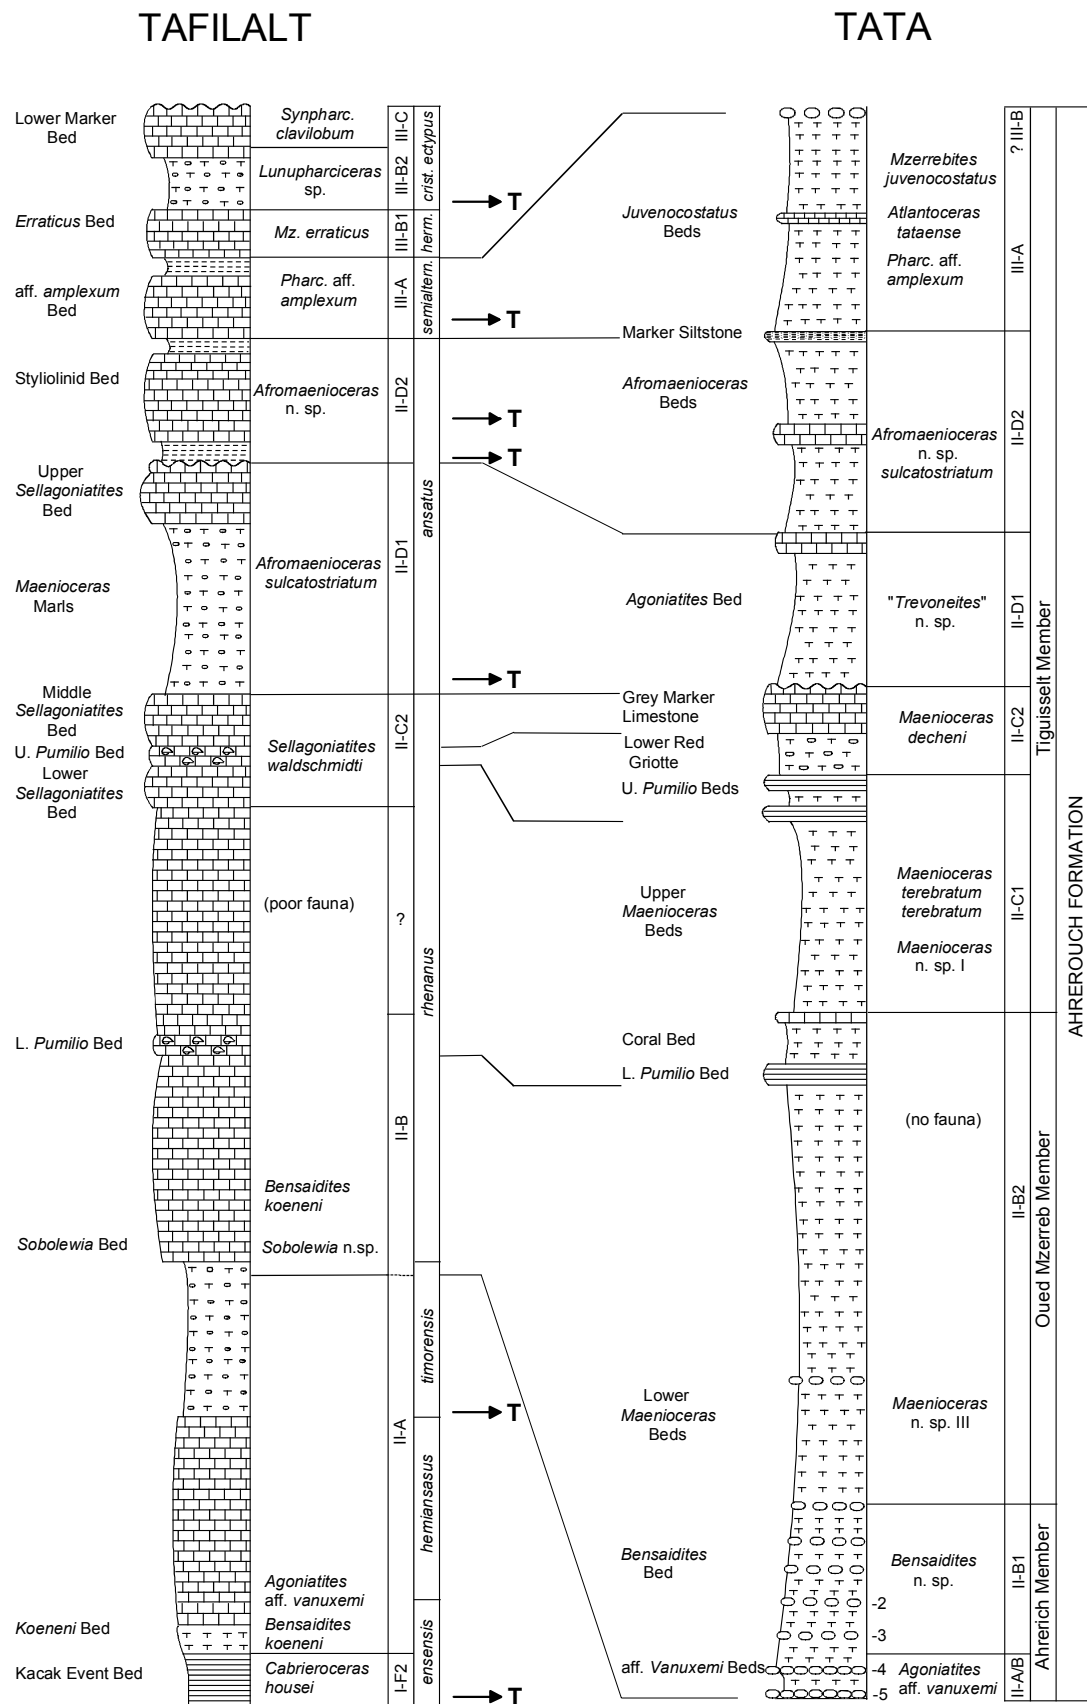 TAFILALT
TATA
Lower Marker
Bed
Erraticus Bed
aff. amplexum
Bed
Styliolinid Bed
Upper
Sellagoniatites
Bed
Maenioceras
Marls
Middle
Sellagoniatites
Bed
U. Pumilio Bed
Lower
Sellagoniatites
Bed
L. Pumilio Bed
Sobolewia Bed
Koeneni Bed
Kacak Event Bed
Synpharc.
clavilobum
Lunupharciceras
sp.
Mz. erraticus
Pharc. aff.
amplexum
Afromaenioceras
n. sp.
Afromaenioceras
sulcatostriatum
Sellagoniatites
waldschmidti
(poor fauna)
Bensaidites
koeneni
Sobolewia n.sp.
Agoniatites
aff. vanuxemi
Bensaidites
koeneni
Cabrieroceras
housei
III-C
III-B2
III-B1
III-A
II-D2
II-D1
II-C2
?
II-B
II-A
I-F2
crist. ectypus
herm.
semialtern.
ansatus
rhenanus
timorensis
hemiansasus
ensensis
T
T
T
T
T
T
T
Juvenocostatus
Beds
Marker Siltstone
Afromaenioceras
Beds
Agoniatites Bed
Grey Marker
Limestone
Lower Red
Griotte
U. Pumilio Beds
Upper
Maenioceras
Beds
Coral Bed
L. Pumilio Bed
Lower
Maenioceras
Beds
Bensaidites
Bed
aff. Vanuxemi Beds
Mzerrebites
juvenocostatus
Atlantoceras
tataense
Pharc. aff.
amplexum
Afromaenioceras
n. sp.
sulcatostriatum
"Trevoneites"
n. sp.
Maenioceras
decheni
Maenioceras
terebratum
terebratum
Maenioceras
n. sp. I
(no fauna)
Maenioceras
n. sp. III
Bensaidites
n. sp.
-2
-3
-4
-5
Agoniatites
aff. vanuxemi
? III-B
III-A
II-D2
II-D1
II-C2
II-C1
II-B2
II-B1
II-A/B
Tiguisselt Member
Oued Mzerreb Member
Ahrerich Member
AHREROUCH FORMATION